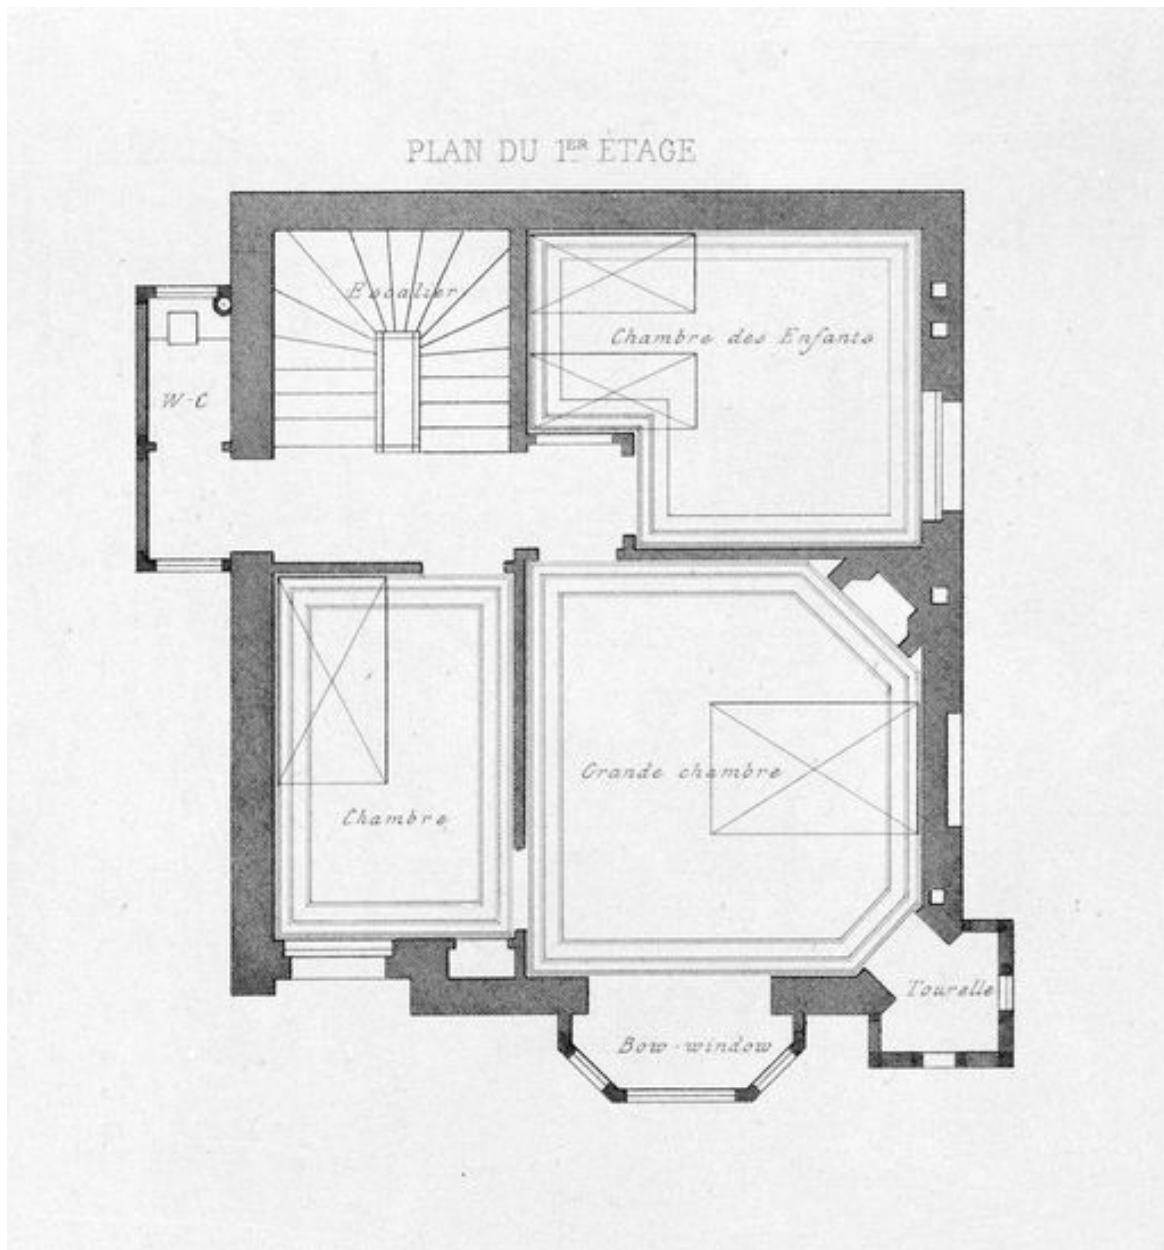 PLAN DU 1ER ÉTAGE
Escalier
Chambre des Enfants
W-C
Grande chambre
Chambre
Tourelle
Bow-window